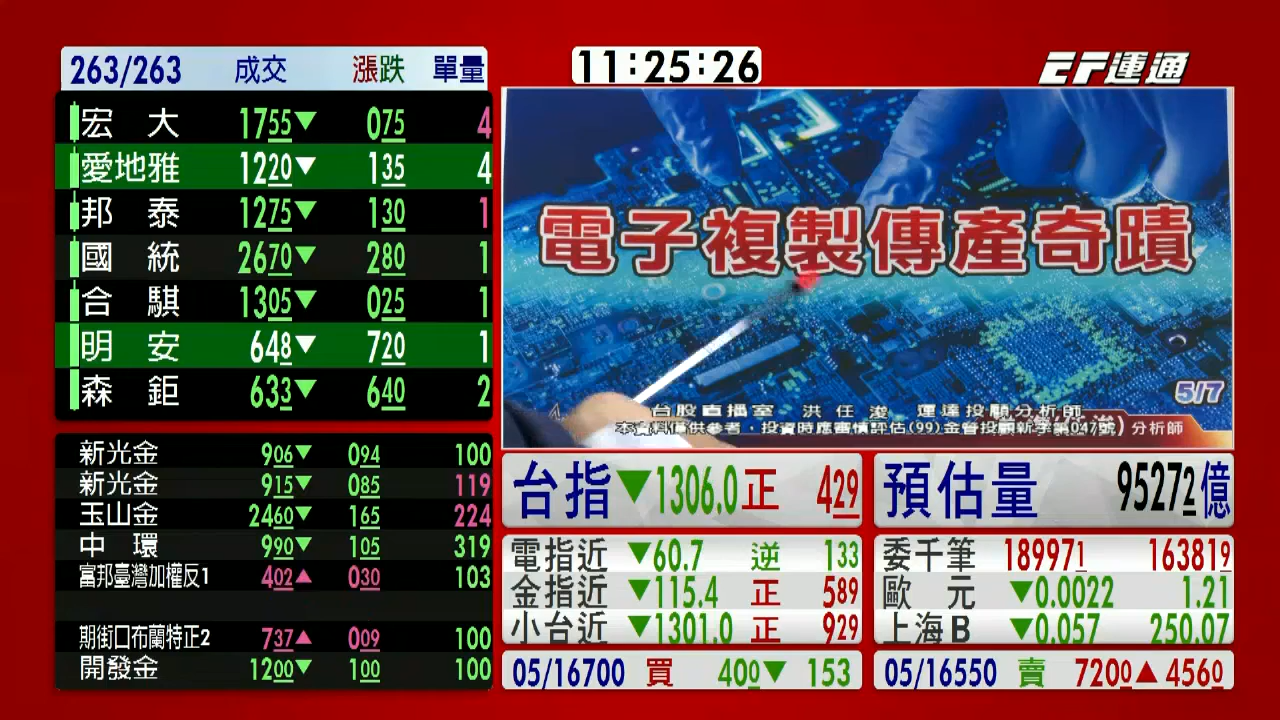 263/263 成交 漲跌 單量
11:25:26
EF運通
宏大 1755▼ 075 4
愛地雅 1220▼ 135 4
邦泰 1275▼ 130 1
國統 2670▼ 280 1
合騏 1305▼ 025 1
明安 648▼ 720 1
森鉅 633▼ 640 2
電子複製傳產奇蹟
5/7
台股直播室 洪任浚 運達投顧分析師
分析師
新光金 906▼ 094 100
新光金 915▼ 085 119
玉山金 2460▼ 165 224
中環 990▼ 105 319
富邦臺灣加權反1 402▲ 030 103
期街口布蘭特正2 737▲ 009 100
開發金 1200▼ 100 100
台指▼1306.0正 429
預估量 95272億
電指近 ▼60.7 逆 133
金指近 ▼115.4 正 589
小台近 ▼1301.0 正 929
委千筆 189971 163819
歐元 ▼0.0022 1.21
上海B ▼0.057 250.07
05/16700 買 400▼ 153
05/16550 賣 7200▲4560